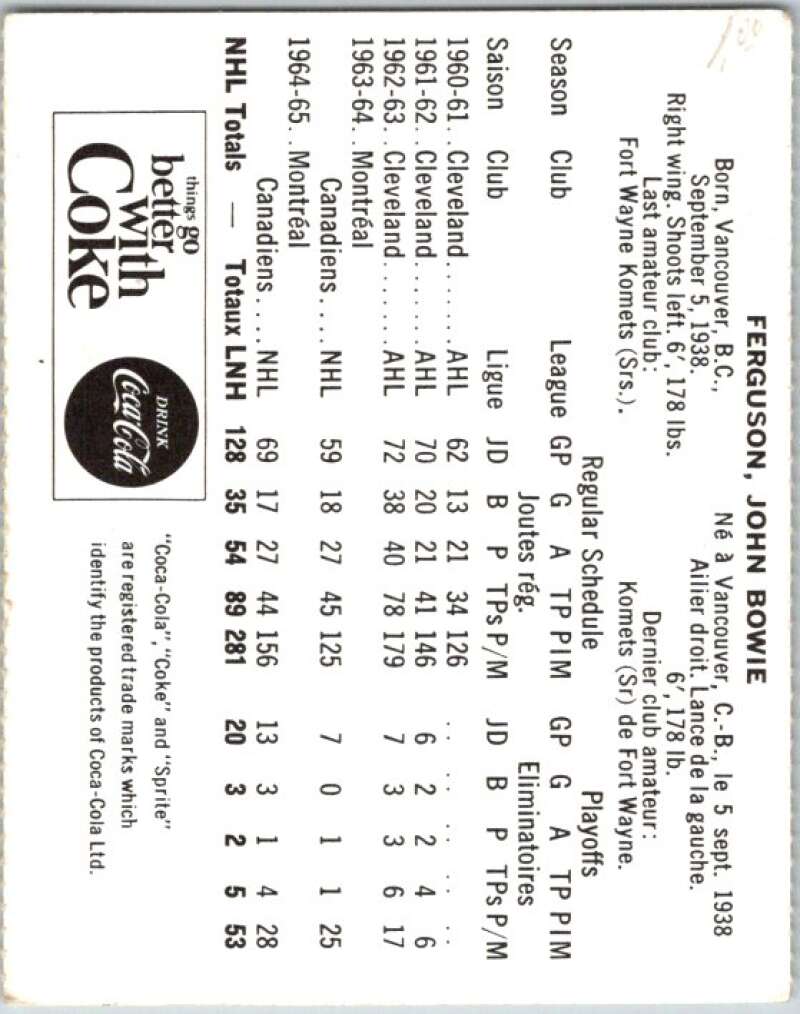 FERGUSON, JOHN BOWIE
Born, Vancouver, B.C.,
September 5, 1938.
Right wing. Shoots left. 6', 178 lbs.
Last amateur club:
Fort Wayne Komets (Srs.).
Né à Vancouver, C.-B., le 5 sept. 1938
Ailier droit. Lance de la gauche.
6', 178 lb.
Dernier club amateur:
Komets (Sr) de Fort Wayne.
Regular Schedule Playoffs
Season Club League GP G A TP PIM GP G A TP PIM
Joutes rég. Eliminatoires
Saison Club Ligue JD B P TPs P/M JD B P TPs P/M
1960-61..Cleveland.......AHL 62 13 21 34 126 .. .. .. .. ..
1961-62..Cleveland.......AHL 70 20 21 41 146 6 2 2 4 6
1962-63..Cleveland.......AHL 72 38 40 78 179 7 3 3 6 17
1963-64..Montréal
Canadiens....NHL 59 18 27 45 125 7 0 1 1 25
1964-65..Montréal
Canadiens.....NHL 69 17 27 44 156 13 3 1 4 28
NHL Totals — Totaux LNH 128 35 54 89 281 20 3 2 5 53
things go
better
with
Coke
DRINK
Coca-Cola
"Coca-Cola", "Coke" and "Sprite"
are registered trade marks which
identify the products of Coca-Cola Ltd.